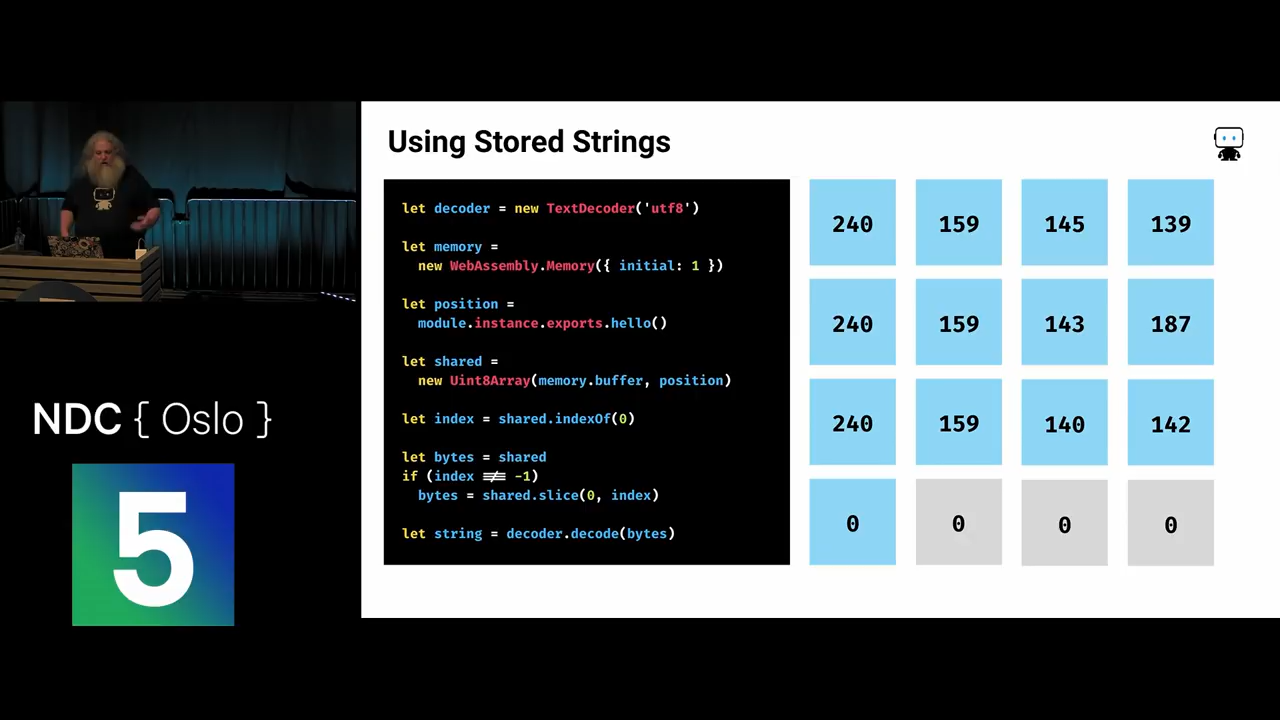 Using Stored Strings
let decoder = new TextDecoder('utf8')
let memory =
new WebAssembly.Memory({ initial: 1 })
let position =
module.instance.exports.hello()
let shared =
new Uint8Array(memory.buffer, position)
let index = shared.indexOf(0)
let bytes = shared
if (index !== -1)
bytes = shared.slice(0, index)
let string = decoder.decode(bytes)
240 159 145 139
240 159 143 187
240 159 140 142
0 0 0 0
NDC { Oslo }
5